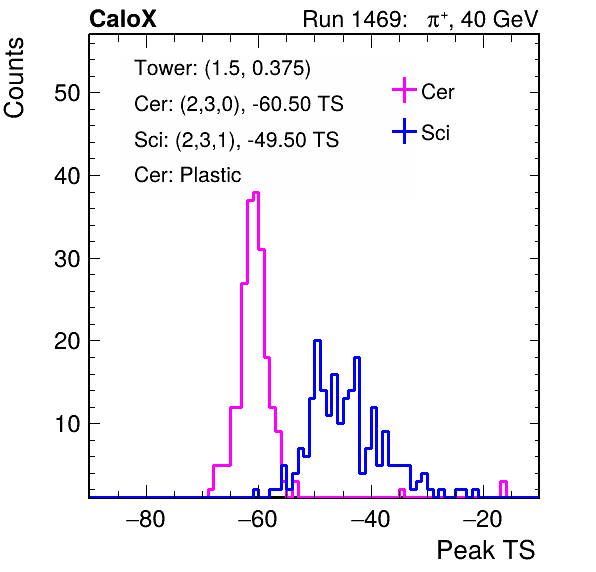 CaloX Run 1469: π⁺, 40 GeV
Counts
Tower: (1.5, 0.375)
Cer: (2,3,0), -60.50 TS
Sci: (2,3,1), -49.50 TS
Cer: Plastic
Cer
Sci
50
40
30
20
10
−80 −60 −40 −20
Peak TS